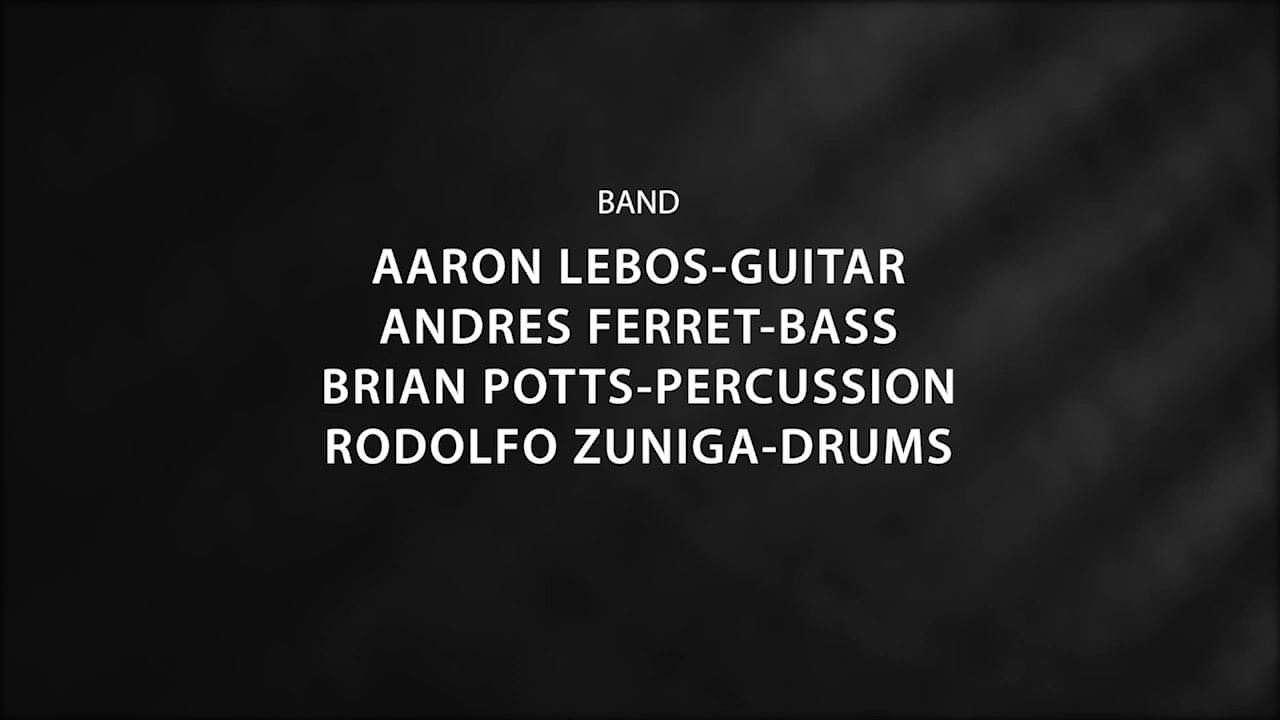 BAND
AARON LEBOS-GUITAR
ANDRES FERRET-BASS
BRIAN POTTS-PERCUSSION
RODOLFO ZUNIGA-DRUMS